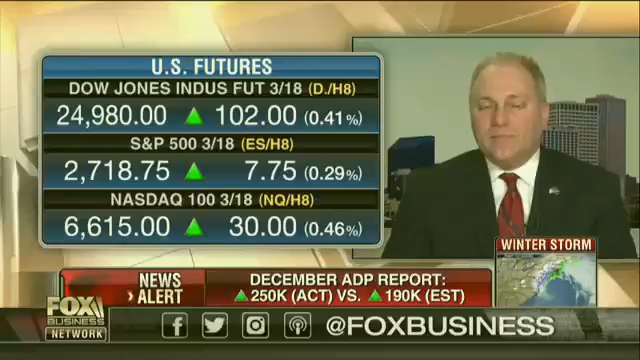 U.S. FUTURES
DOW JONES INDUS FUT 3/18 (D./H8)
24,980.00 ▲ 102.00 (0.41%)
S&P 500 3/18 (ES/H8)
2,718.75 ▲ 7.75 (0.29%)
NASDAQ 100 3/18 (NQ/H8)
6,615.00 ▲ 30.00 (0.46%)
WINTER STORM
NEWS
› ALERT
DECEMBER ADP REPORT:
▲ 250K (ACT) VS. ▲ 190K (EST)
FOX
BUSINESS
NETWORK
@FOXBUSINESS